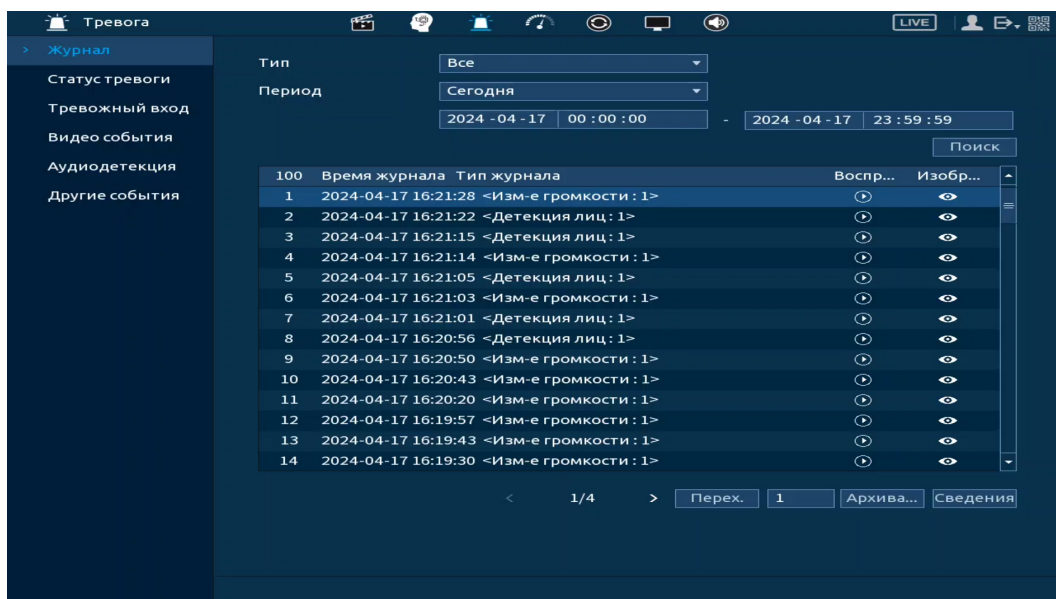 Тревога
LIVE
> Журнал
Статус тревоги
Тревожный вход
Видео события
Аудиодетекция
Другие события
Тип Все
Период Сегодня
2024 -04 -17 00 : 00 : 00 - 2024 -04 -17 23 : 59 : 59
Поиск
100 Время журнала Тип журнала Воспр... Изобр...
1 2024-04-17 16:21:28 <Изм-е громкости : 1>
2 2024-04-17 16:21:22 <Детекция лиц : 1>
3 2024-04-17 16:21:15 <Детекция лиц : 1>
4 2024-04-17 16:21:14 <Изм-е громкости : 1>
5 2024-04-17 16:21:05 <Детекция лиц : 1>
6 2024-04-17 16:21:03 <Изм-е громкости : 1>
7 2024-04-17 16:21:01 <Детекция лиц : 1>
8 2024-04-17 16:20:56 <Детекция лиц : 1>
9 2024-04-17 16:20:50 <Изм-е громкости : 1>
10 2024-04-17 16:20:43 <Изм-е громкости : 1>
11 2024-04-17 16:20:20 <Изм-е громкости : 1>
12 2024-04-17 16:19:57 <Изм-е громкости : 1>
13 2024-04-17 16:19:43 <Изм-е громкости : 1>
14 2024-04-17 16:19:30 <Изм-е громкости : 1>
< 1/4 > Перех. 1 Архива... Сведения